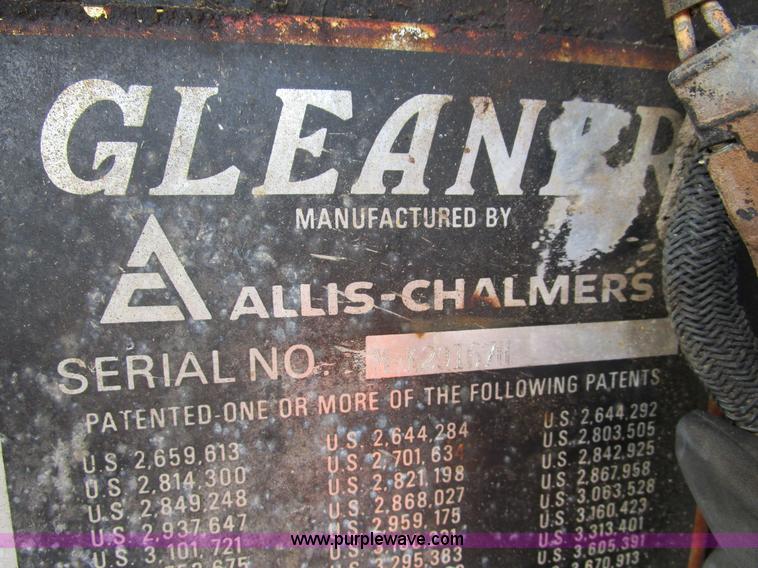 GLEANER
MANUFACTURED BY
ALLIS-CHALMERS
SERIAL NO.
PATENTED-ONE OR MORE OF THE FOLLOWING PATENTS
U.S. 2,659,613 U.S. 2,644,284 U.S. 2,644,292
U.S. 2,814,300 U.S. 2,701,634 U.S. 2,803,505
U.S. 2,849,248 U.S. 2,821,198 U.S. 2,842,925
U.S. 2,937,647 U.S. 2,868,027 U.S. 2,867,958
U.S. 3,101,721 U.S. 2,959,175 U.S. 3,063,528
U.S. 3,160,423
U.S. 3,313,401
U.S. 3,605,391
www.purplewave.com